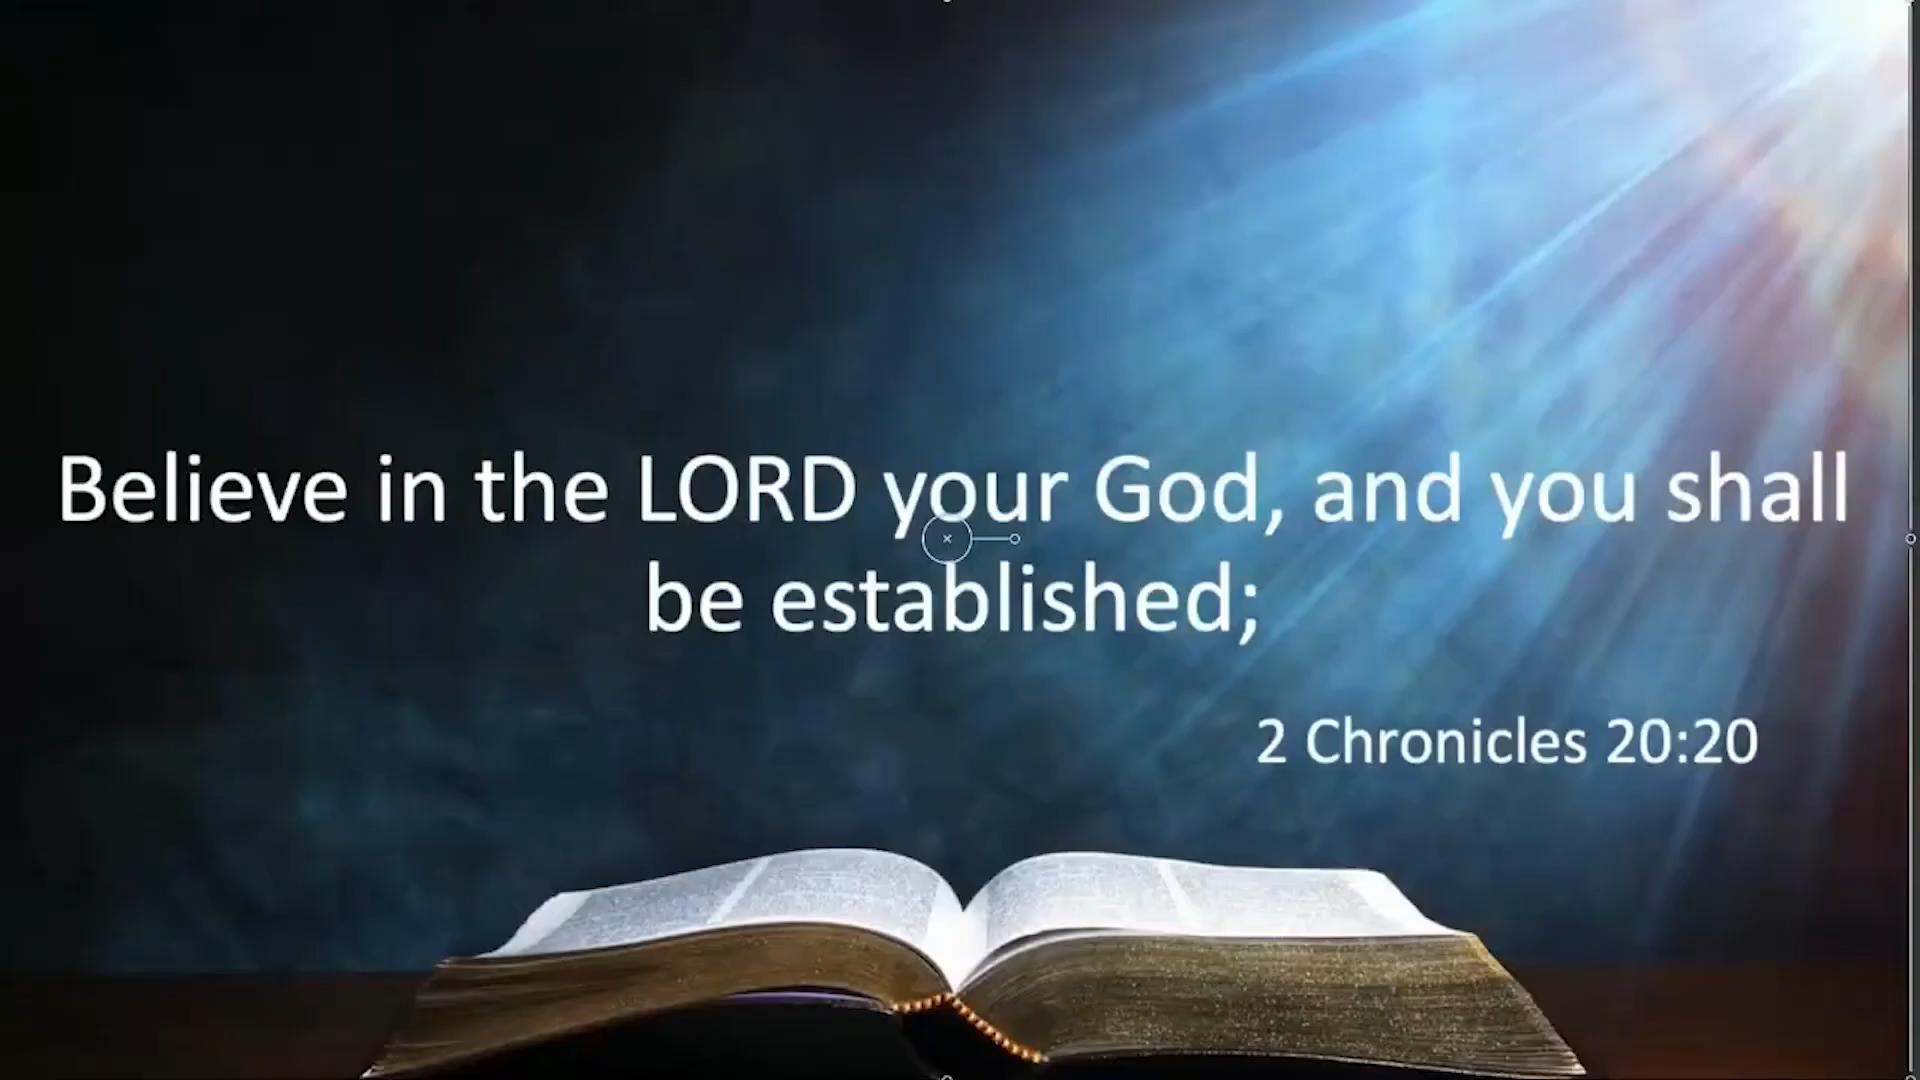 Believe in the LORD your God, and you shall
be established;
2 Chronicles 20:20